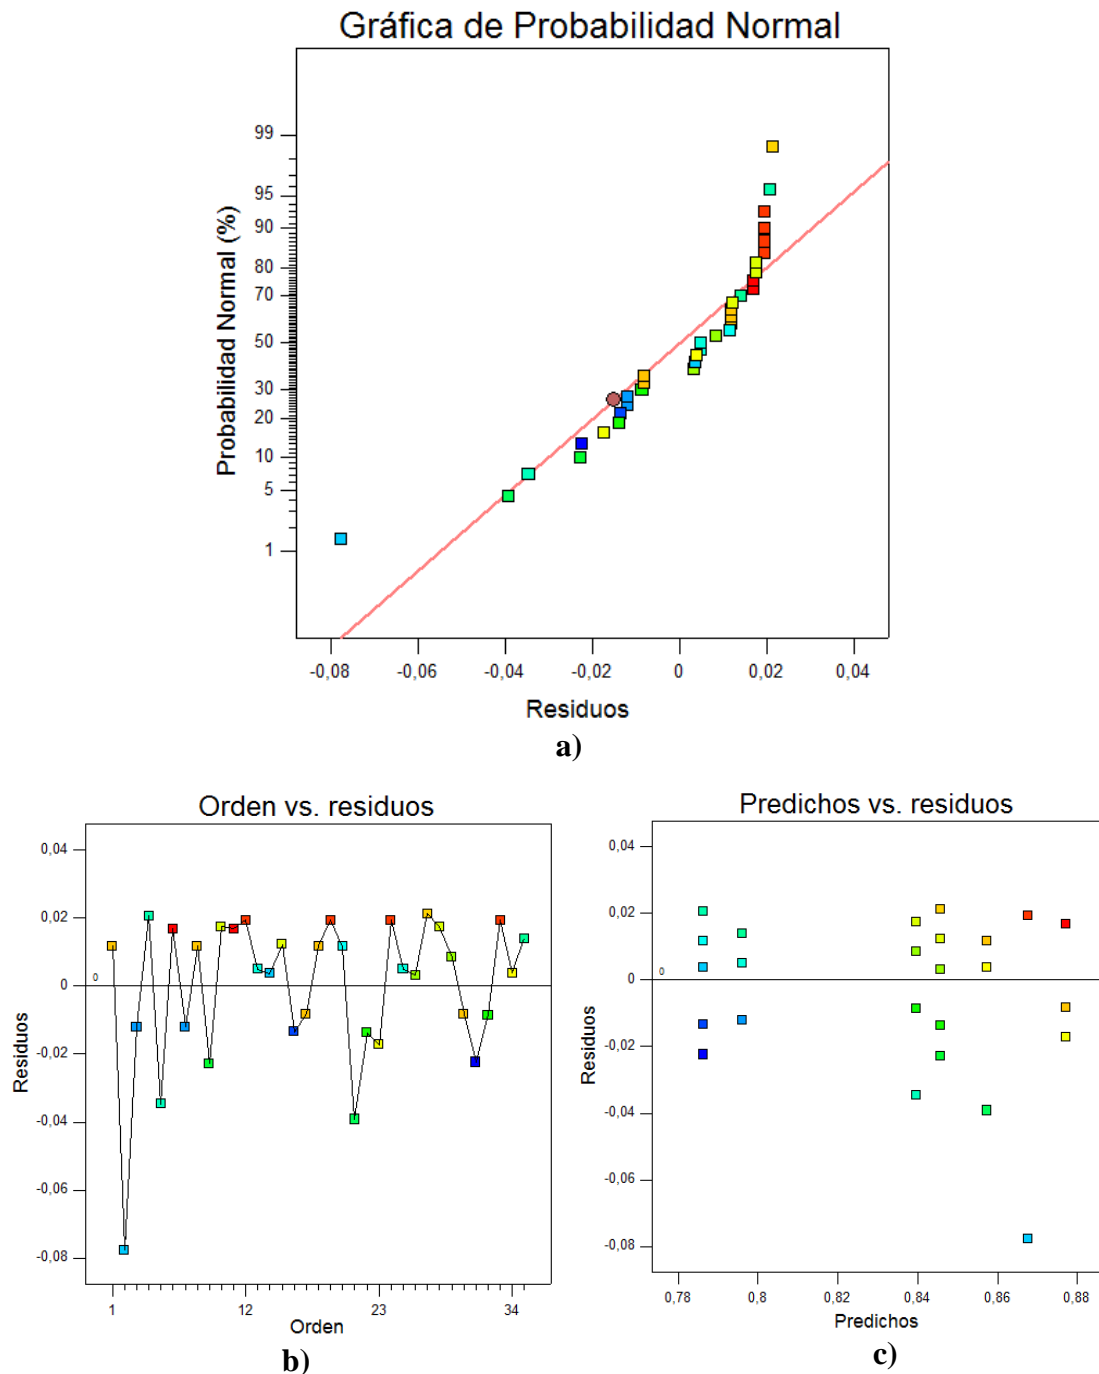 Gráfica de Probabilidad Normal
Probabilidad Normal (%)
99
95
90
80
70
50
30
20
10
5
1
-0,08 -0,06 -0,04 -0,02 0 0,02 0,04
Residuos
a)
Orden vs. residuos
Residuos
0,04
0,02
0
0
-0,02
-0,04
-0,06
-0,08
1 12 23 34
Orden
b)
Predichos vs. residuos
Residuos
0,04
0,02
0
0
-0,02
-0,04
-0,06
-0,08
0,78 0,8 0,82 0,84 0,86 0,88
Predichos
c)